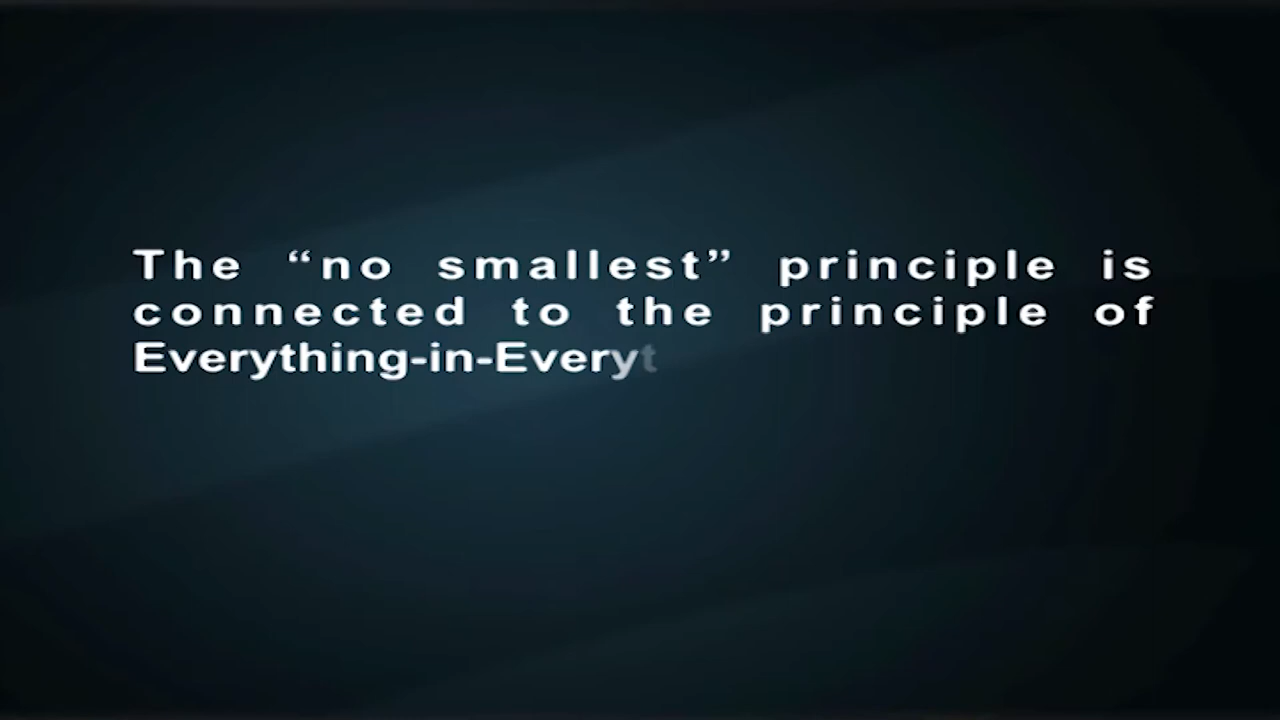 The “no smallest” principle is
connected to the principle of
Everything-in-Everyt